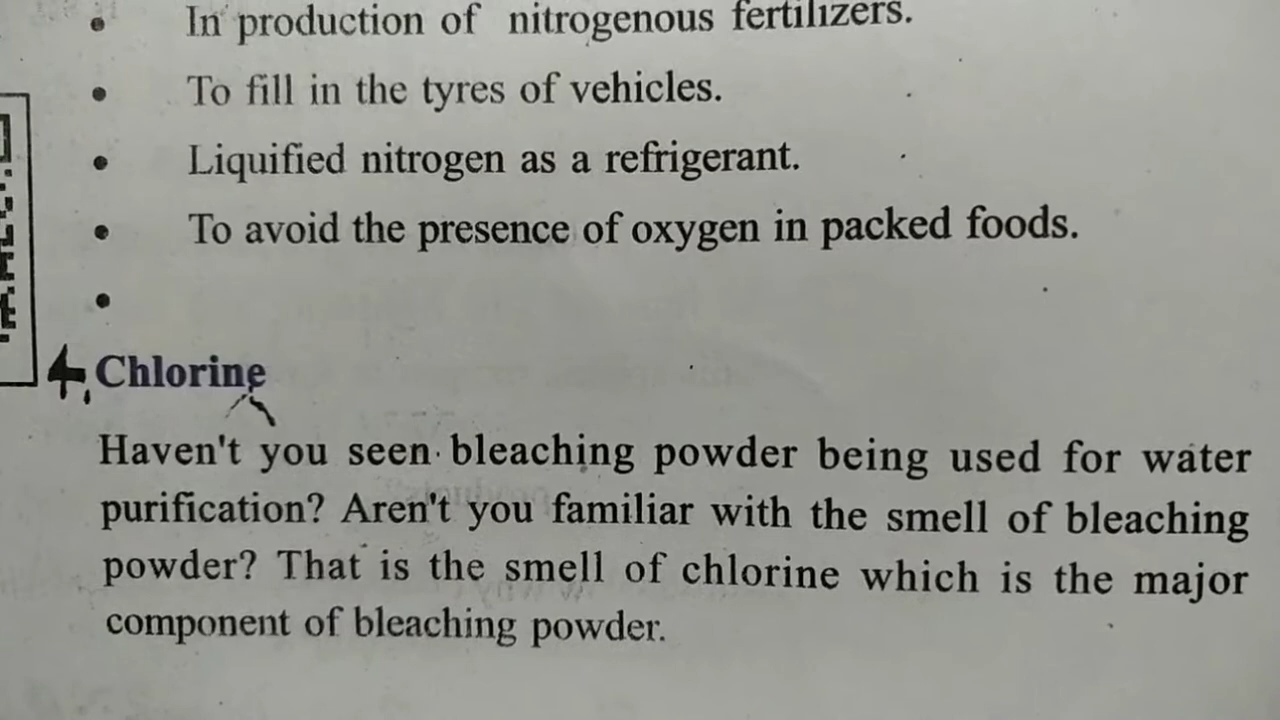 • In production of nitrogenous fertilizers.
• To fill in the tyres of vehicles.
• Liquified nitrogen as a refrigerant.
• To avoid the presence of oxygen in packed foods.
•
4, Chlorine
Haven't you seen bleaching powder being used for water
purification? Aren't you familiar with the smell of bleaching
powder? That is the smell of chlorine which is the major
component of bleaching powder.